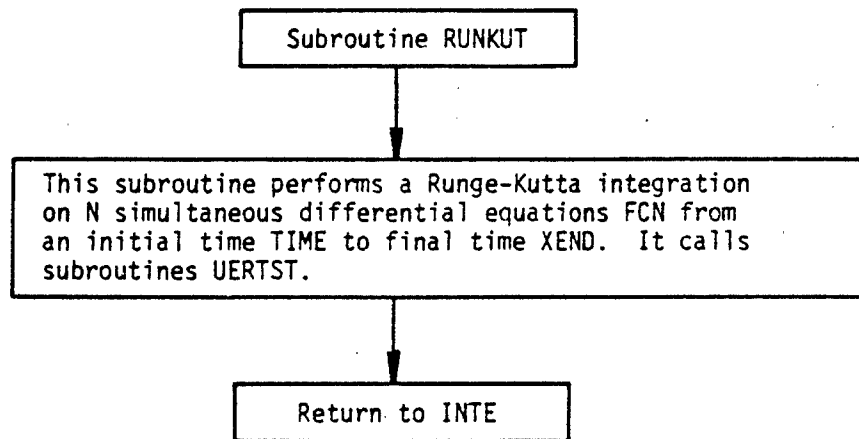 Subroutine RUNKUT
This subroutine performs a Runge-Kutta integration
on N simultaneous differential equations FCN from
an initial time TIME to final time XEND. It calls
subroutines UERTST.
Return to INTE